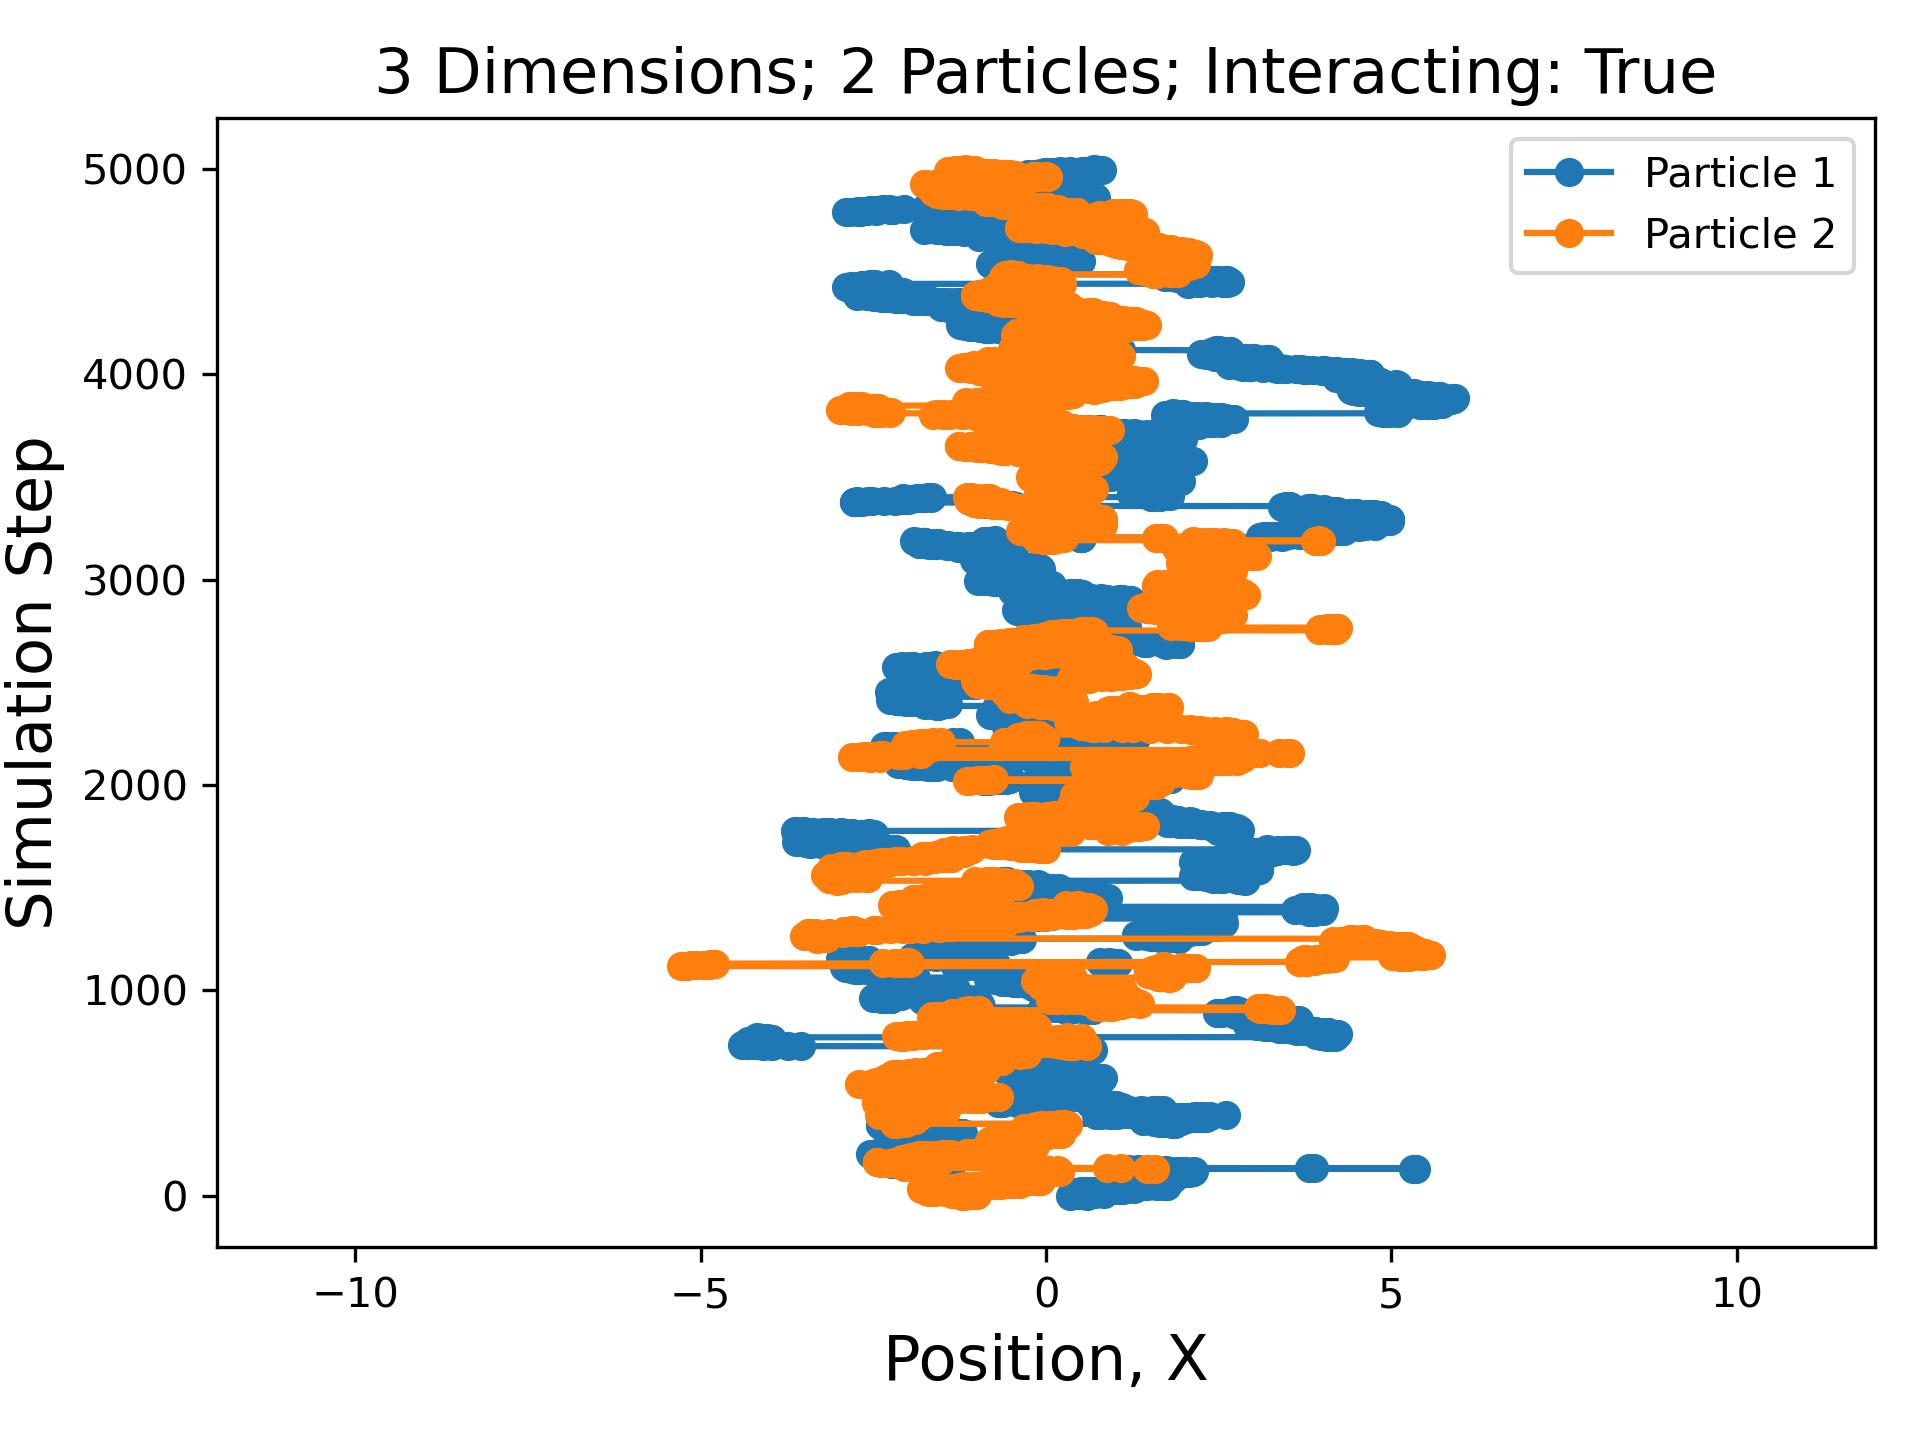 3 Dimensions; 2 Particles; Interacting: True
Particle 1
Particle 2
Simulation Step
5000
4000
3000
2000
1000
0
−10
−5
0
5
10
Position, X